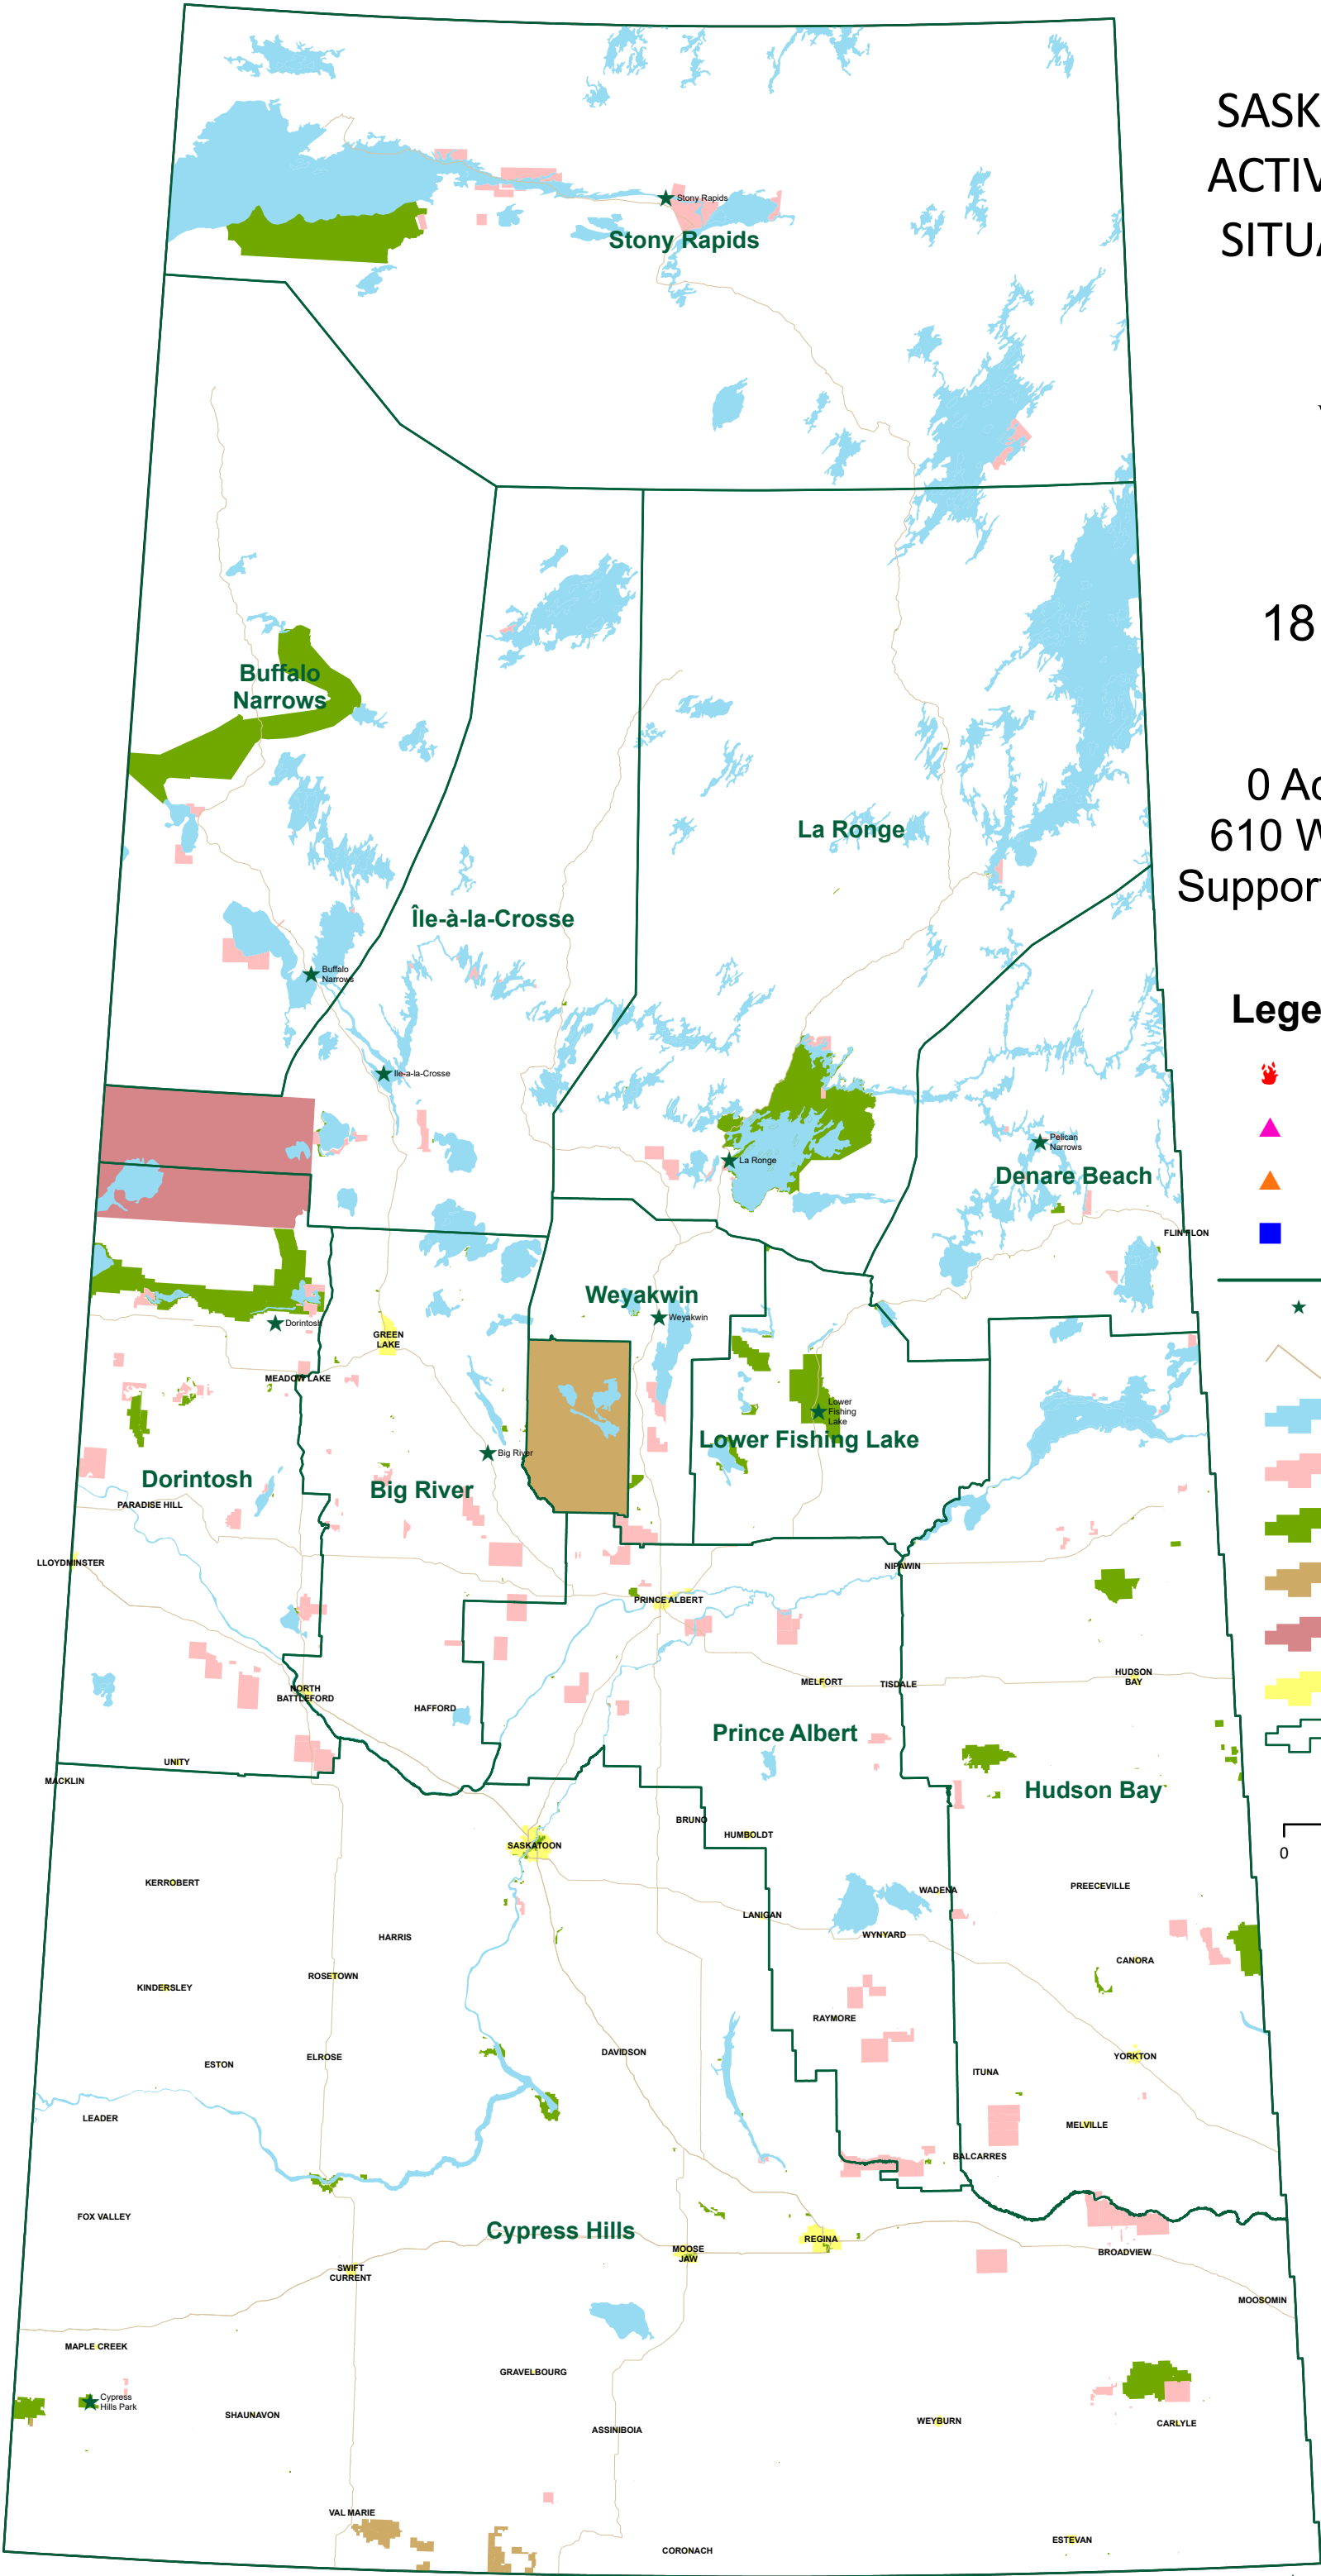 SASK
ACTIV
SITUA
18
0 Ac
610 W
Support
Lege
0
Stony Rapids
Stony Rapids
Buffalo
Narrows
La Ronge
Île-à-la-Crosse
Buffalo
Narrows
Ile-a-la-Crosse
Pelican
Narrows
La Ronge
Denare Beach
FLIN FLON
Weyakwin
Weyakwin
Dorintosh
GREEN
LAKE
MEADOW LAKE
Lower
Fishing
Lake
Lower Fishing Lake
Big River
Dorintosh
Big River
PARADISE HILL
LLOYDMINSTER
NIPAWIN
PRINCE ALBERT
HUDSON
BAY
MELFORT
TISDALE
NORTH
BATTLEFORD
HAFFORD
Prince Albert
UNITY
MACKLIN
Hudson Bay
BRUNO
HUMBOLDT
SASKATOON
KERROBERT
WADENA
PREECEVILLE
LANIGAN
WYNYARD
HARRIS
CANORA
ROSETOWN
KINDERSLEY
RAYMORE
DAVIDSON
YORKTON
ELROSE
ESTON
ITUNA
LEADER
MELVILLE
BALCARRES
FOX VALLEY
Cypress Hills
REGINA
MOOSE
JAW
BROADVIEW
SWIFT
CURRENT
MOOSOMIN
MAPLE CREEK
GRAVELBOURG
Cypress
Hills Park
SHAUNAVON
WEYBURN
CARLYLE
ASSINIBOIA
VAL MARIE
ESTEVAN
CORONACH